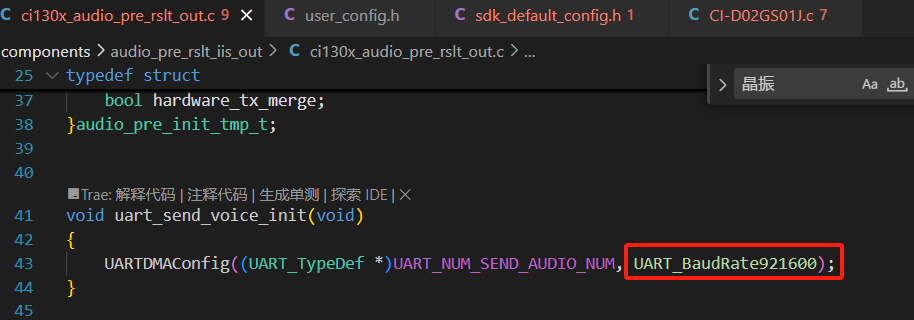 ci130x_audio_pre_rslt_out.c 9 × C user_config.h C sdk_default_config.h 1 C CI-D02GS01J.c 7
components > audio_pre_rslt_iis_out > C ci130x_audio_pre_rslt_out.c > ...
25 typedef struct
晶振 Aa ab
37 bool hardware_tx_merge;
38 }audio_pre_init_tmp_t;
39
40
Trae: 解释代码 | 注释代码 | 生成单测 | 探索 IDE | ×
41 void uart_send_voice_init(void)
42 {
43 UARTDMAConfig((UART_TypeDef *)UART_NUM_SEND_AUDIO_NUM, UART_BaudRate921600);
44 }
45